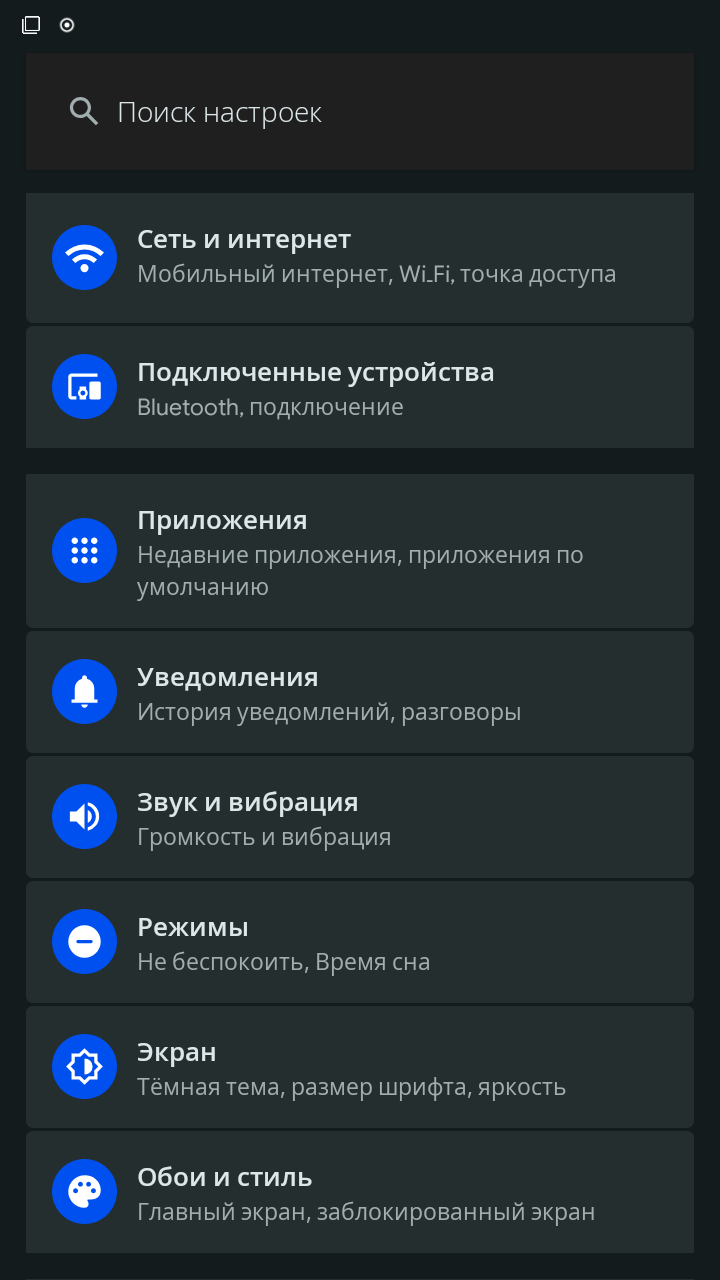 Поиск настроек
Сеть и интернет
Мобильный интернет, Wi-Fi, точка доступа
Подключенные устройства
Bluetooth, подключение
Приложения
Недавние приложения, приложения по
умолчанию
Уведомления
История уведомлений, разговоры
Звук и вибрация
Громкость и вибрация
Режимы
Не беспокоить, Время сна
Экран
Тёмная тема, размер шрифта, яркость
Обои и стиль
Главный экран, заблокированный экран